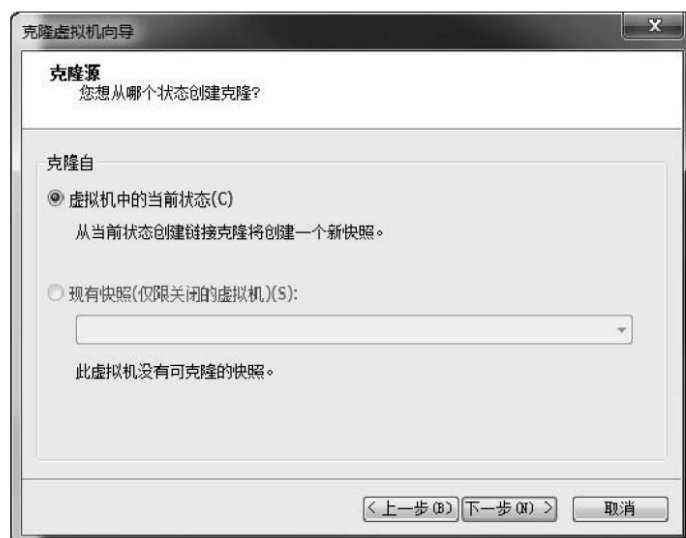 克隆虚拟机向导
克隆源
您想从哪个状态创建克隆?
克隆自
虚拟机中的当前状态(C)
从当前状态创建链接克隆将创建一个新快照。
现有快照(仅限关闭的虚拟机)(S):
此虚拟机没有可克隆的快照。
< 上一步(B) 下一步(N) > 取消